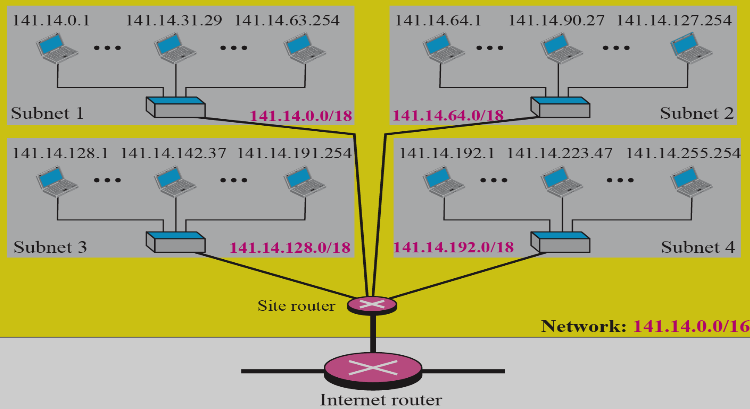 141.14.0.1 141.14.31.29 141.14.63.254
Subnet 1 141.14.0.0/18
141.14.64.1 141.14.90.27 141.14.127.254
141.14.64.0/18 Subnet 2
141.14.128.1 141.14.142.37 141.14.191.254
Subnet 3 141.14.128.0/18
141.14.192.1 141.14.223.47 141.14.255.254
141.14.192.0/18 Subnet 4
Site router
Network: 141.14.0.0/16
Internet router